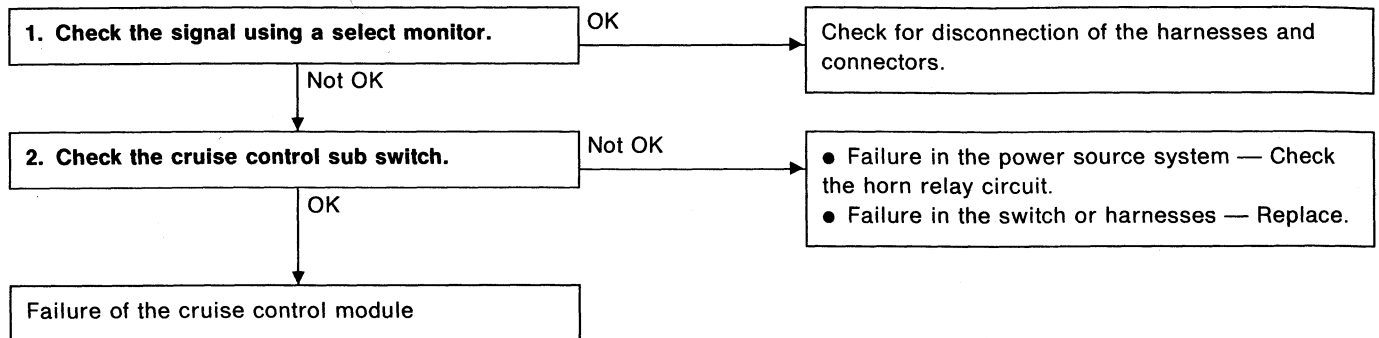 1. Check the signal using a select monitor.
OK
Check for disconnection of the harnesses and
connectors.
Not OK
2. Check the cruise control sub switch.
Not OK
● Failure in the power source system — Check
the horn relay circuit.
● Failure in the switch or harnesses — Replace.
OK
Failure of the cruise control module